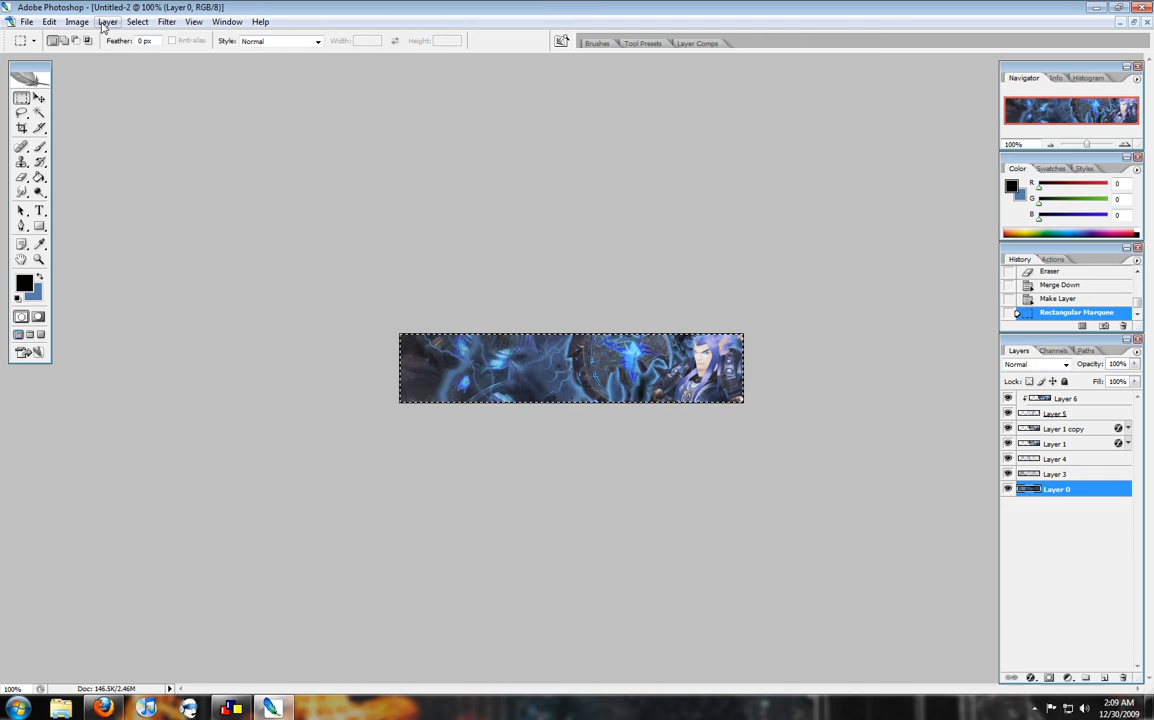 Adobe Photoshop - [Untitled-2 @ 100% (Layer 0, RGB/8)]
File Edit Image Layer Select Filter View Window Help
Feather: 0 px Anti-alias Style: Normal Width: Height: Brushes Tool Presets Layer Comps
Navigator Info Histogram
100%
Color Swatches Styles
R 0
G 0
B 0
History Actions
Eraser
Merge Down
Make Layer
Rectangular Marquee
Layers Channels Paths
Normal Opacity: 100%
Lock: Fill: 100%
Layer 6
Layer 5
Layer 1 copy
Layer 1
Layer 4
Layer 3
Layer 0
100% Doc: 146.5K/2.46M
2:09 AM
12/30/2009